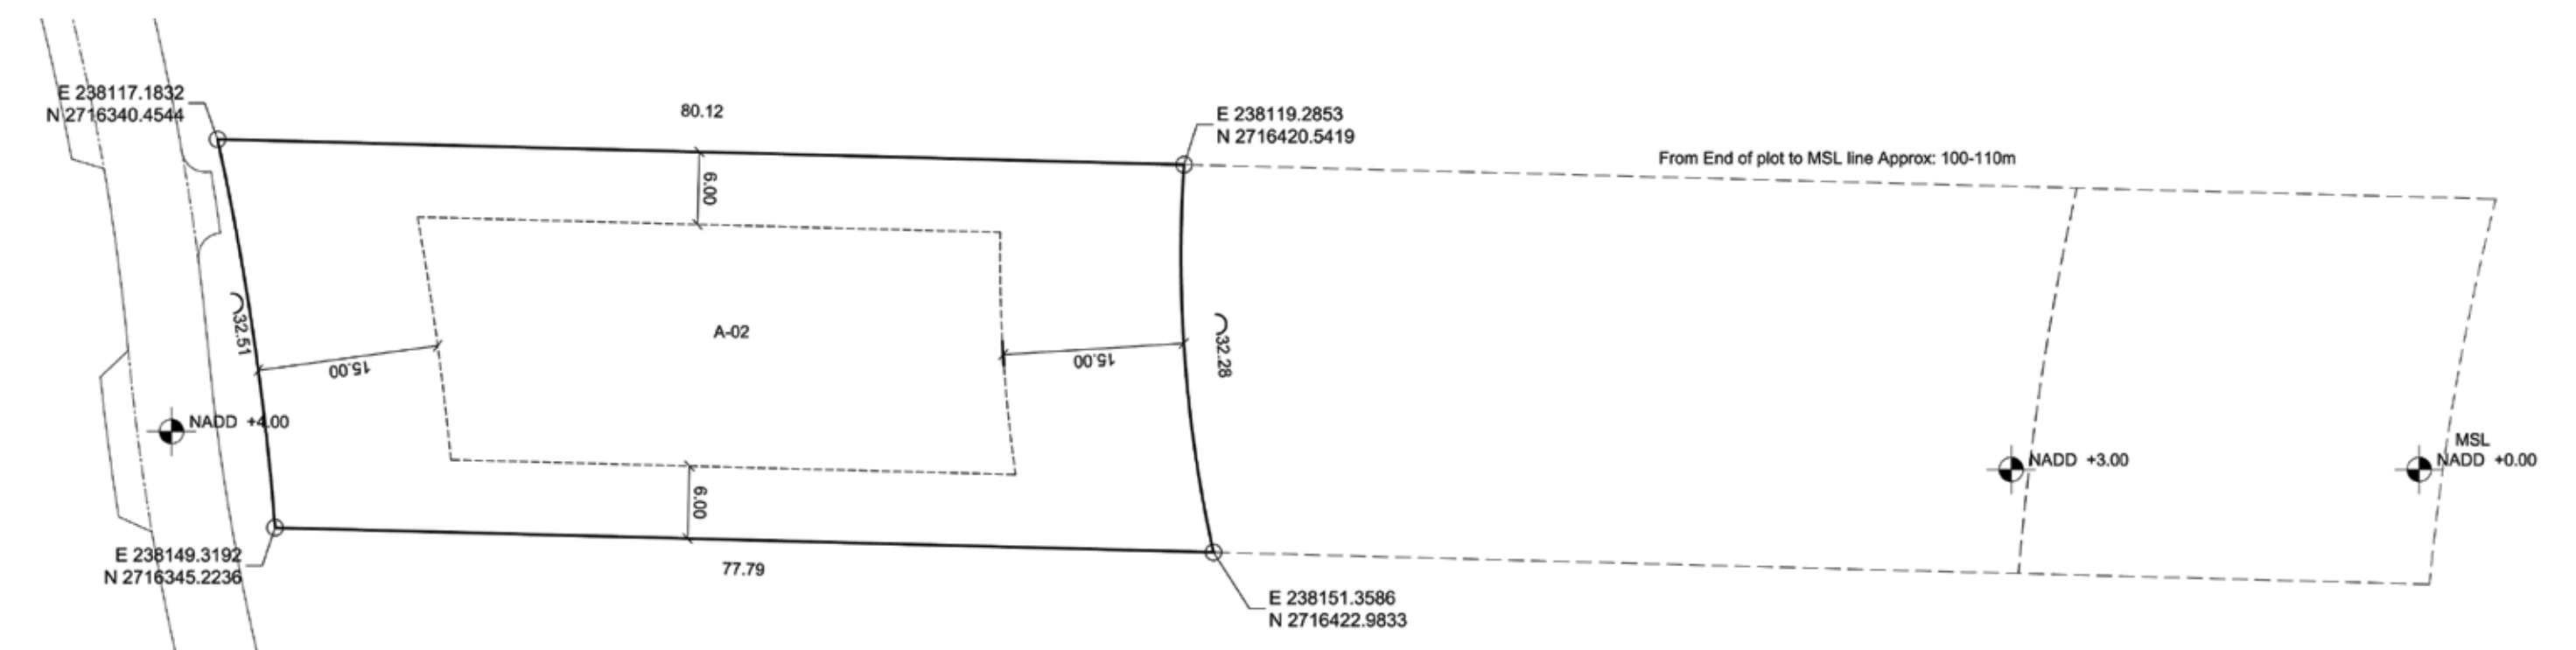 E 238117.1832
N 2716340.4544
80.12
E 238119.2853
N 2716420.5419
From End of plot to MSL line Approx: 100-110m
6.00
32.51
A-02
15.00
15.00
32.28
NADD +4.00
MSL
NADD +3.00
NADD +0.00
6.00
E 238149.3192
N 2716345.2236
77.79
E 238151.3586
N 2716422.9833